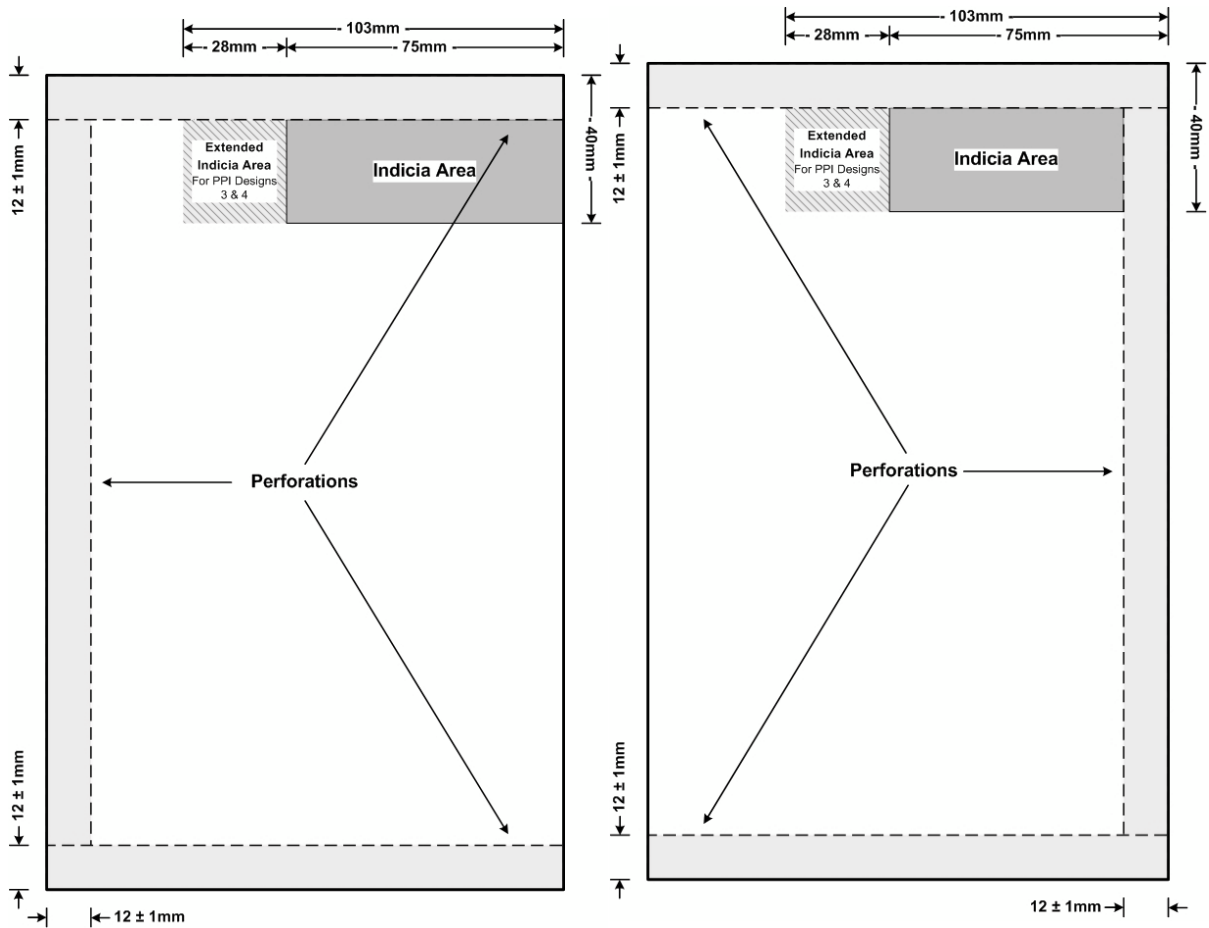 - 103mm -
- 28mm -
- 75mm -
12 ± 1mm
- 40mm -
Extended
Indicia Area
For PPI Designs
3 & 4
Indicia Area
Perforations
12 ± 1mm
12 ± 1mm
- 103mm -
- 28mm -
- 75mm -
12 ± 1mm
- 40mm -
Extended
Indicia Area
For PPI Designs
3 & 4
Indicia Area
Perforations
12 ± 1mm
12 ± 1mm